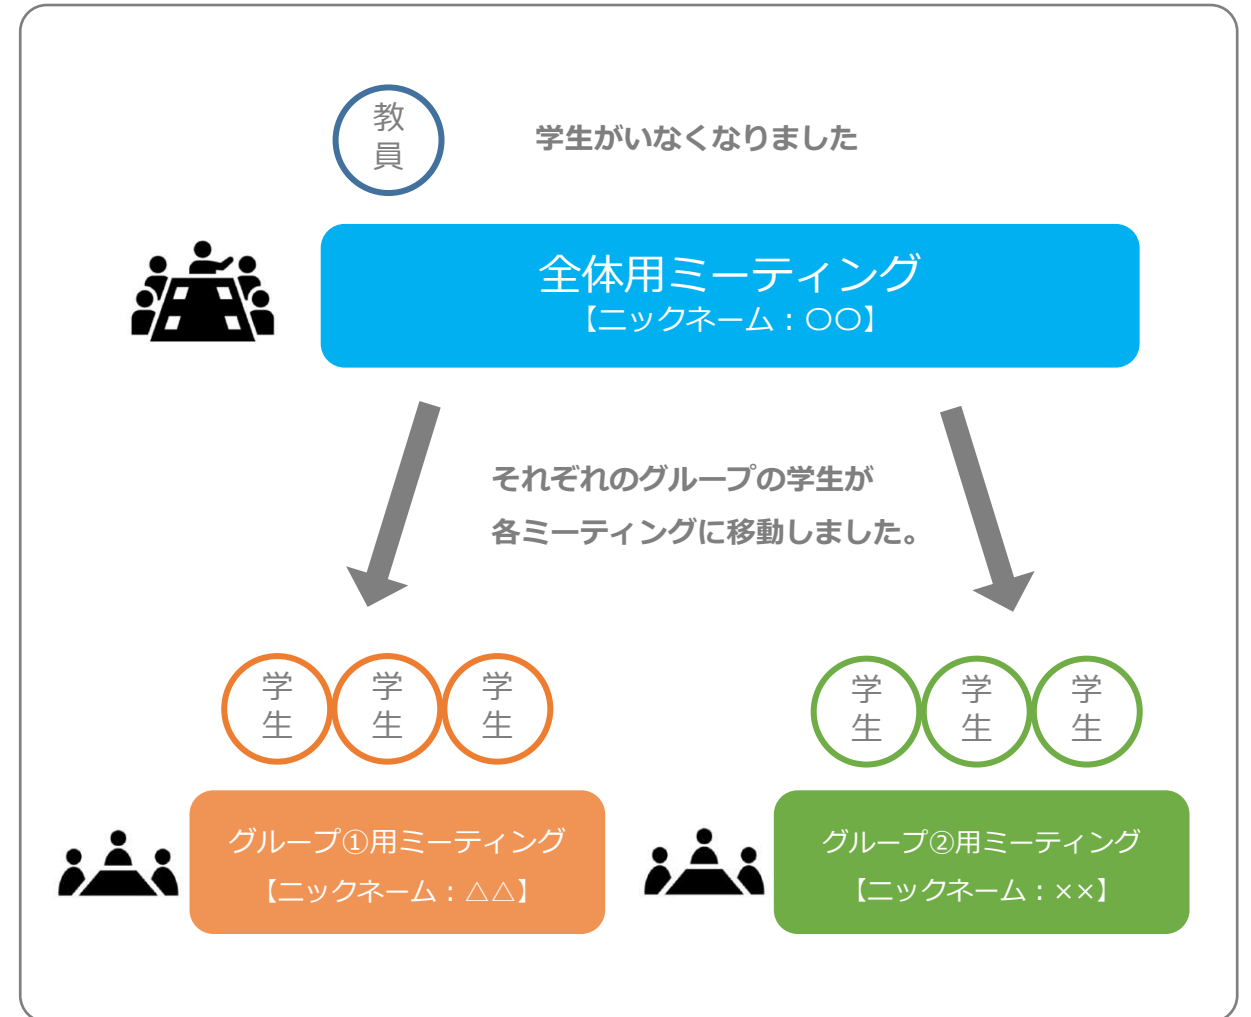 教員
学生がいなくなりました
全体用ミーティング
【ニックネーム：〇〇】
それぞれのグループの学生が
各ミーティングに移動しました。
学生 学生 学生
学生 学生 学生
グループ①用ミーティング
【ニックネーム：△△】
グループ②用ミーティング
【ニックネーム：××】